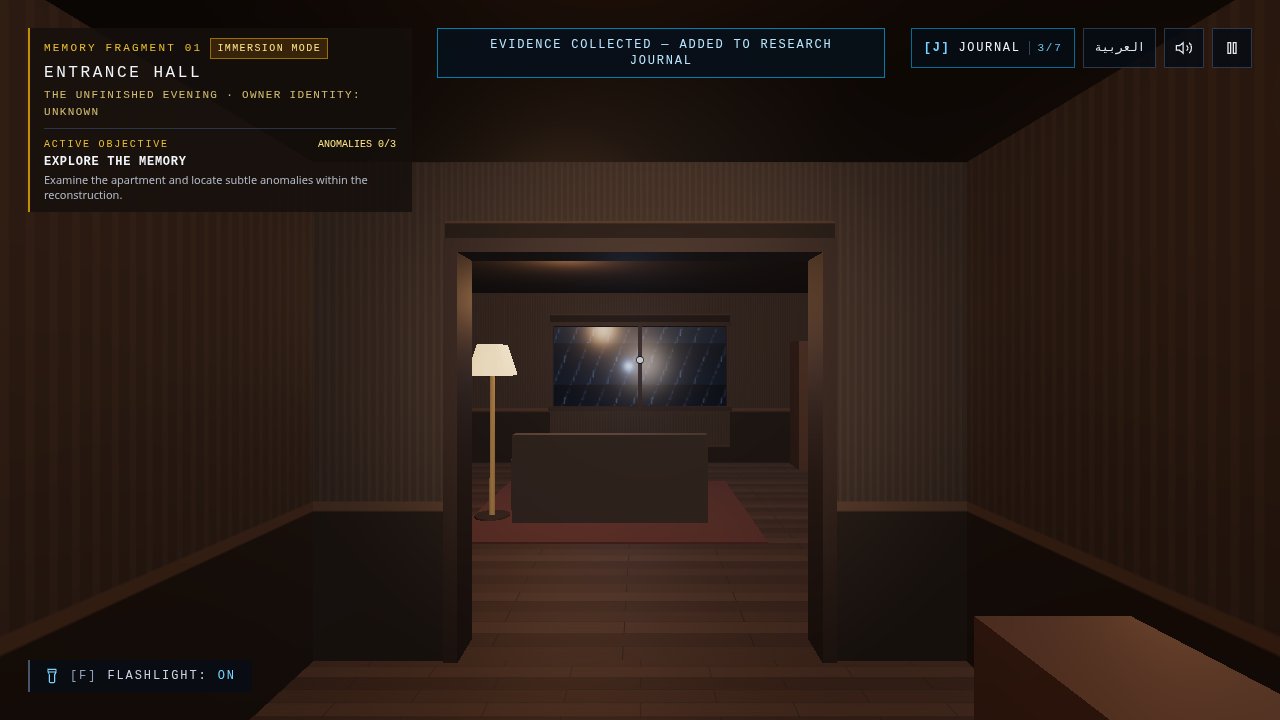 MEMORY FRAGMENT 01 IMMERSION MODE
ENTRANCE HALL
THE UNFINISHED EVENING · OWNER IDENTITY:
UNKNOWN
ACTIVE OBJECTIVE ANOMALIES 0/3
EXPLORE THE MEMORY
Examine the apartment and locate subtle anomalies within the
reconstruction.
EVIDENCE COLLECTED — ADDED TO RESEARCH
JOURNAL
[J] JOURNAL 3/7
العربية
[F] FLASHLIGHT: ON